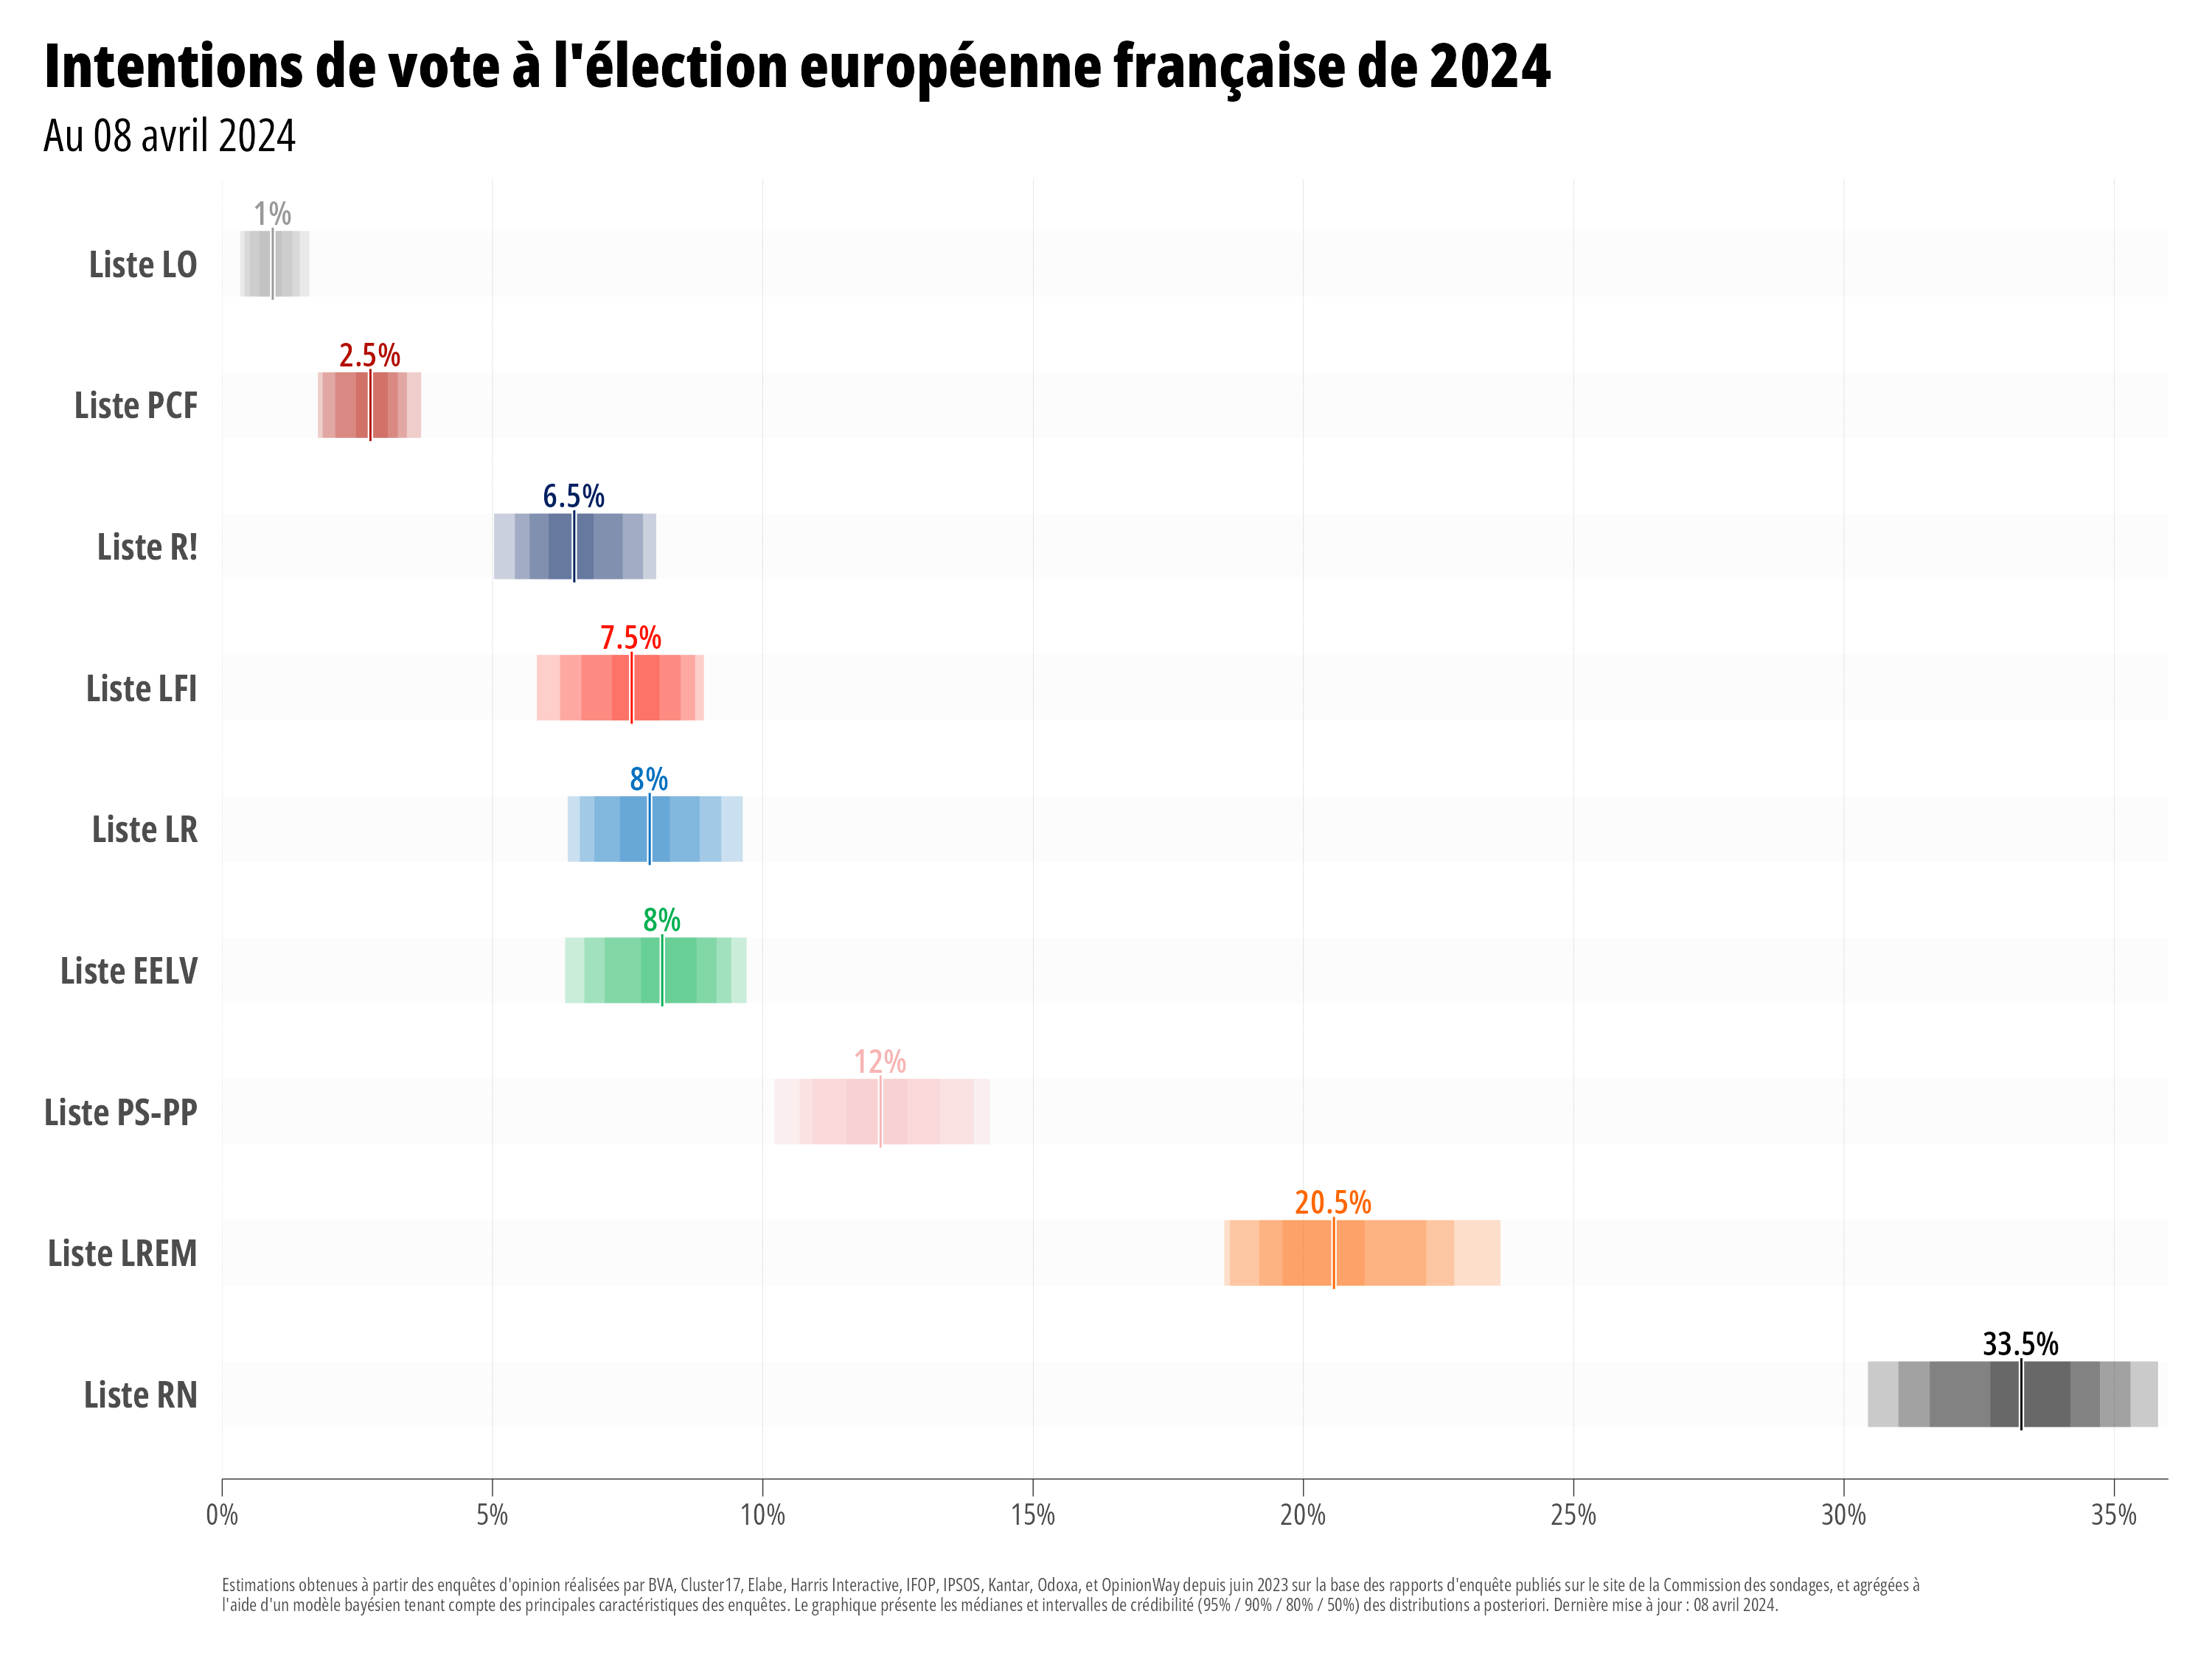 Intentions de vote à l'élection européenne française de 2024
Au 08 avril 2024
1%
Liste LO
2.5%
Liste PCF
6.5%
Liste R!
7.5%
Liste LFI
8%
Liste LR
8%
Liste EELV
12%
Liste PS-PP
20.5%
Liste LREM
33.5%
Liste RN
0% 5% 10% 15% 20% 25% 30% 35%
Estimations obtenues à partir des enquêtes d'opinion réalisées par BVA, Cluster17, Elabe, Harris Interactive, IFOP, IPSOS, Kantar, Odoxa, et OpinionWay depuis juin 2023 sur la base des rapports d'enquête publiés sur le site de la Commission des sondages, et agrégées à
l'aide d'un modèle bayésien tenant compte des principales caractéristiques des enquêtes. Le graphique présente les médianes et intervalles de crédibilité (95% / 90% / 80% / 50%) des distributions a posteriori. Dernière mise à jour : 08 avril 2024.